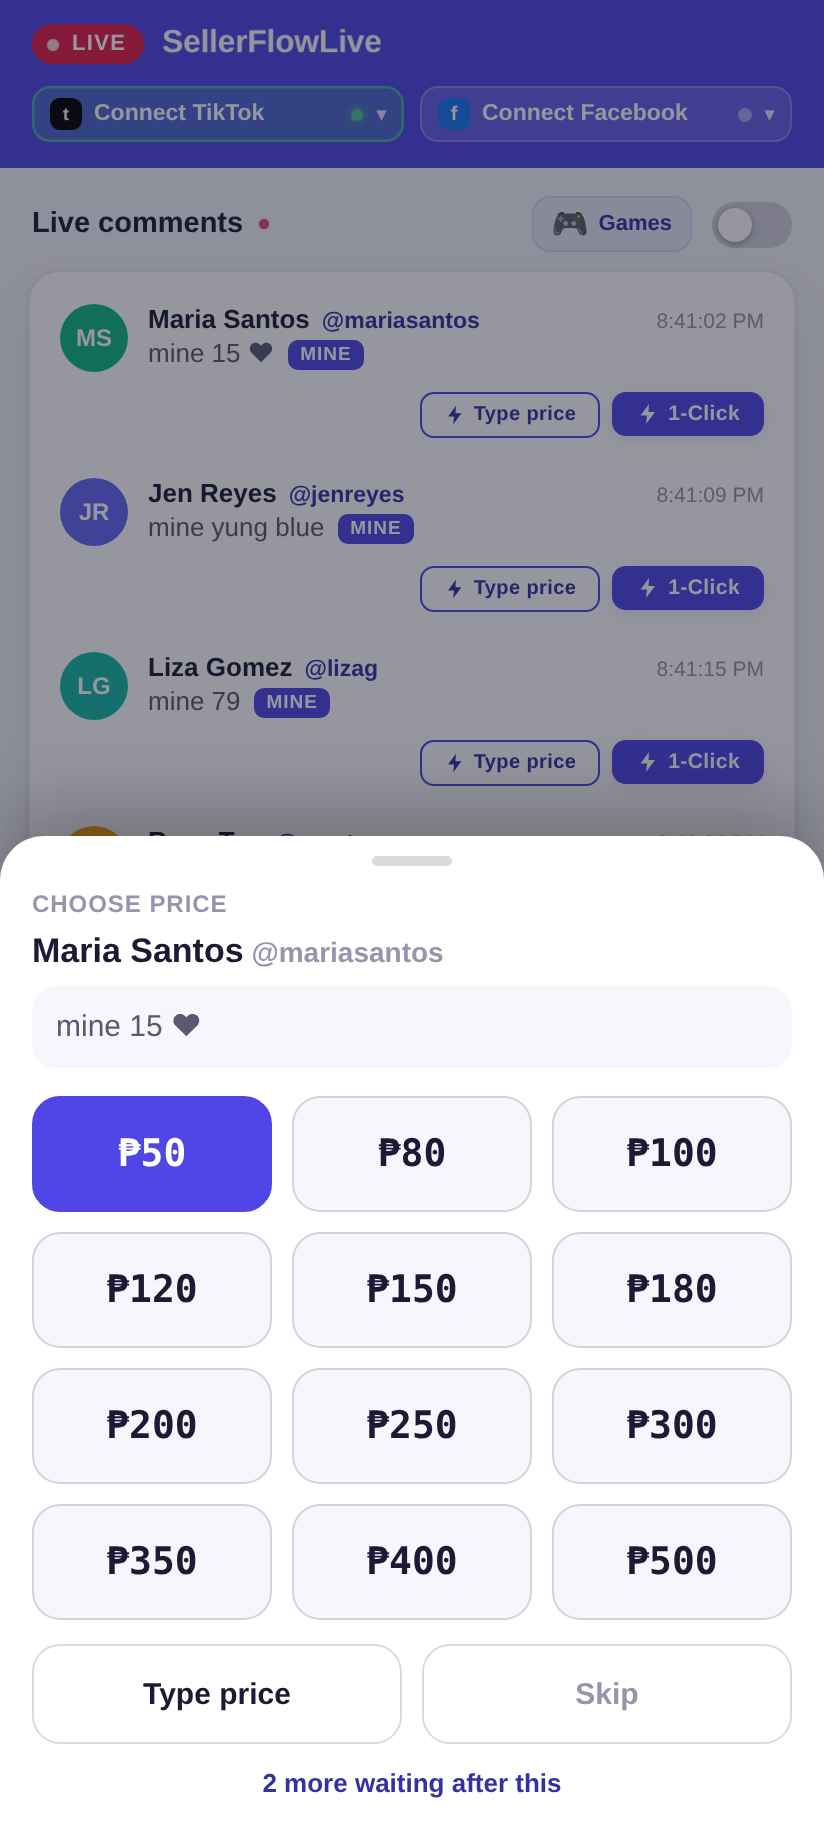 LIVE SellerFlowLive
t Connect TikTok ▾ f Connect Facebook ▾
Live comments 🎮 Games
MS Maria Santos @mariasantos 8:41:02 PM
mine 15 ♥ MINE
Type price 1-Click
JR Jen Reyes @jenreyes 8:41:09 PM
mine yung blue MINE
Type price 1-Click
LG Liza Gomez @lizag 8:41:15 PM
mine 79 MINE
Type price 1-Click
CHOOSE PRICE
Maria Santos @mariasantos
mine 15 ♥
₱50 ₱80 ₱100
₱120 ₱150 ₱180
₱200 ₱250 ₱300
₱350 ₱400 ₱500
Type price Skip
2 more waiting after this